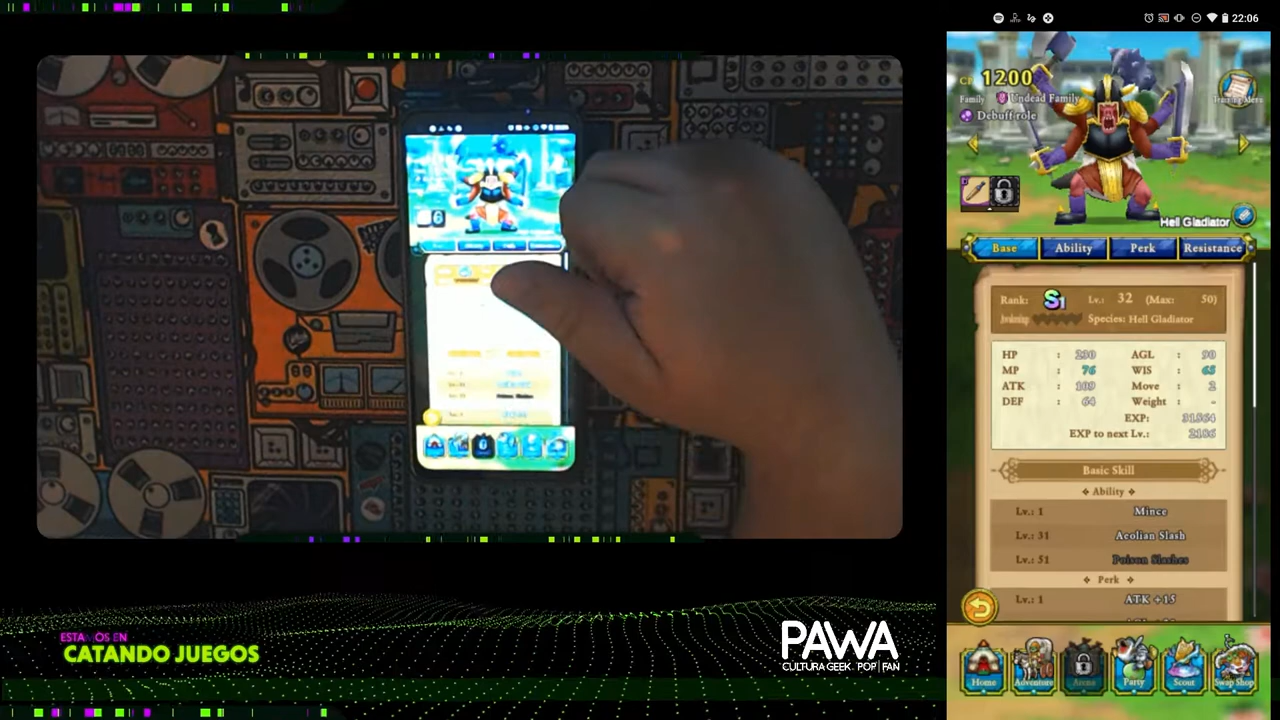 22:06
CP 1200
Family Undead Family
Debuff role
Training Menu
Hell Gladiator
Base Ability Perk Resistance
Rank: S1 Lv.: 32 (Max: 50)
Awakening Species: Hell Gladiator
HP : 230 AGL : 90
MP : 76 WIS : 65
ATK : 109 Move : 2
DEF : 64 Weight : -
EXP: 31864
EXP to next Lv.: 2186
Basic Skill
Ability
Lv.: 1 Mince
Lv.: 31 Aeolian Slash
Lv.: 51 Poison Slashes
Perk
Lv.: 1 ATK +15
Home Adventure Arena Party Scout Swap Shop
ESTAMOS EN
CATANDO JUEGOS
PAWA
CULTURA GEEK · POP | FAN